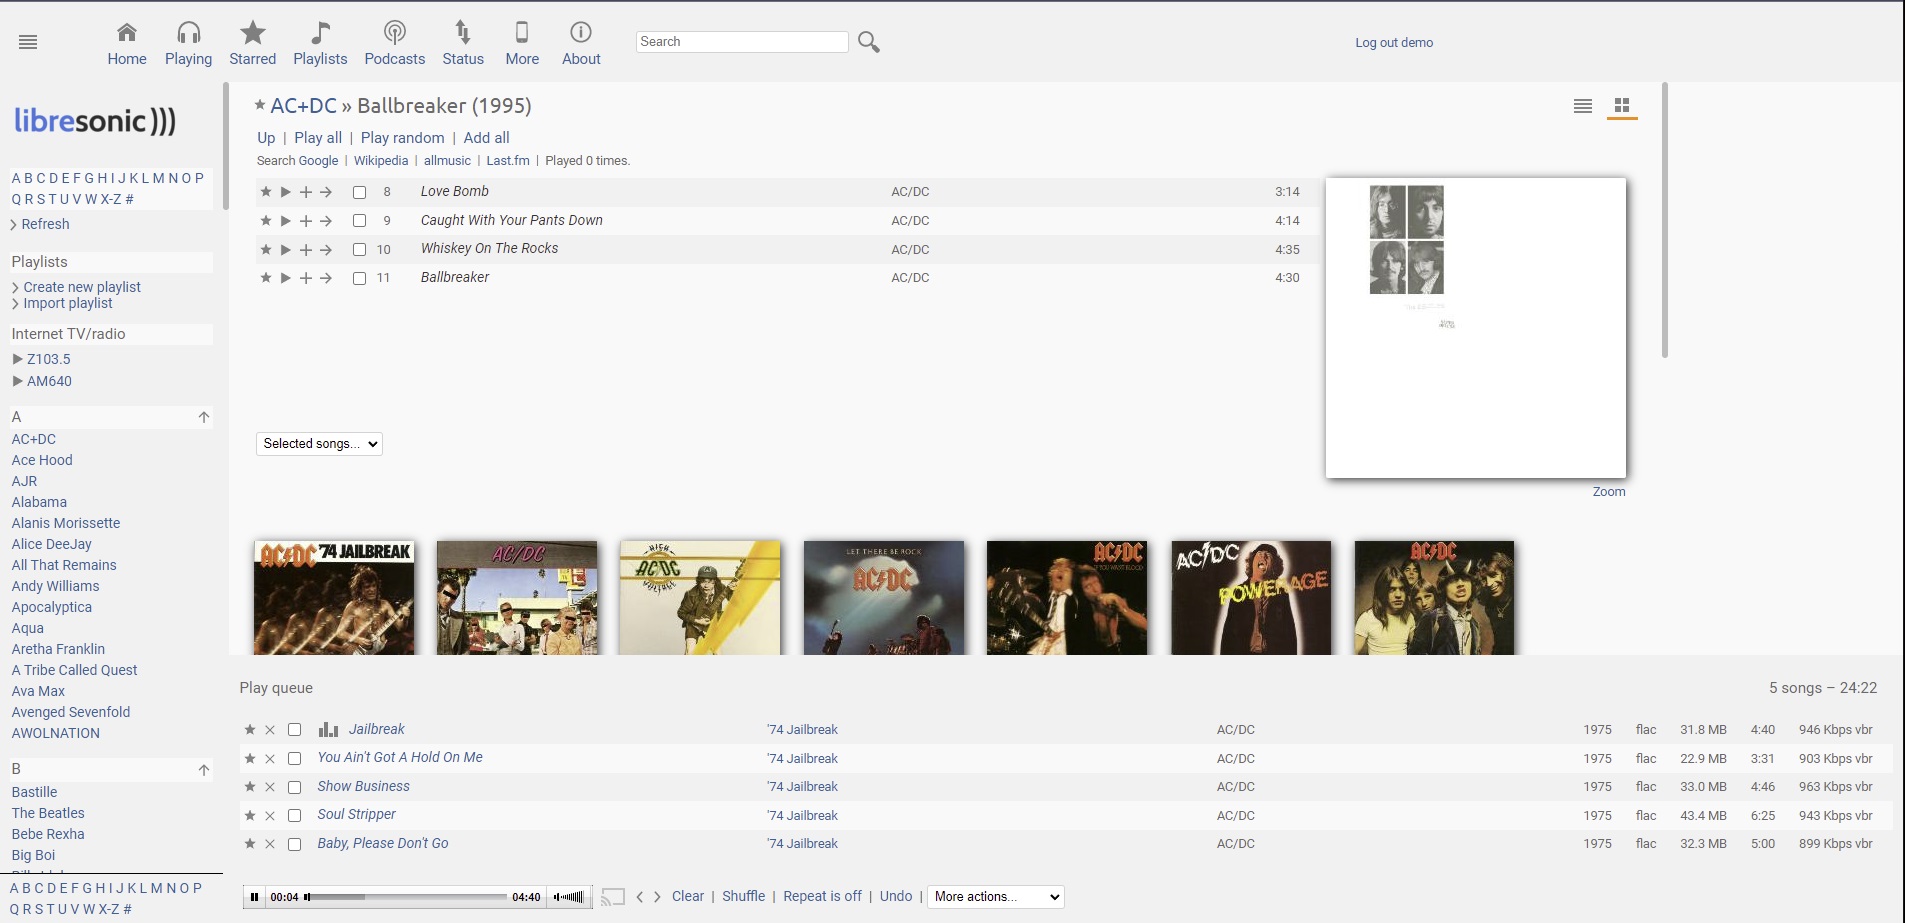 Home Playing Starred Playlists Podcasts Status More About Search Log out demo
libresonic )))
A B C D E F G H I J K L M N O P
Q R S T U V W X-Z #
Refresh
Playlists
Create new playlist
Import playlist
Internet TV/radio
Z103.5
AM640
A
AC+DC
Ace Hood
AJR
Alabama
Alanis Morissette
Alice DeeJay
All That Remains
Andy Williams
Apocalyptica
Aqua
Aretha Franklin
A Tribe Called Quest
Ava Max
Avenged Sevenfold
AWOLNATION
B
Bastille
The Beatles
Bebe Rexha
Big Boi
A B C D E F G H I J K L M N O P
Q R S T U V W X-Z #
AC+DC » Ballbreaker (1995)
Up | Play all | Play random | Add all
Search Google | Wikipedia | allmusic | Last.fm | Played 0 times.
8 Love Bomb AC/DC 3:14
9 Caught With Your Pants Down AC/DC 4:14
10 Whiskey On The Rocks AC/DC 4:35
11 Ballbreaker AC/DC 4:30
Selected songs...
Zoom
AC/DC '74 JAILBREAK
AC/DC
HIGH
AC/DC
VOLTAGE
LET THERE BE ROCK
AC/DC
AC/DC
IF YOU WANT BLOOD
AC/DC
POWERAGE
AC/DC
Play queue 5 songs – 24:22
Jailbreak '74 Jailbreak AC/DC 1975 flac 31.8 MB 4:40 946 Kbps vbr
You Ain't Got A Hold On Me '74 Jailbreak AC/DC 1975 flac 22.9 MB 3:31 903 Kbps vbr
Show Business '74 Jailbreak AC/DC 1975 flac 33.0 MB 4:46 963 Kbps vbr
Soul Stripper '74 Jailbreak AC/DC 1975 flac 43.4 MB 6:25 943 Kbps vbr
Baby, Please Don't Go '74 Jailbreak AC/DC 1975 flac 32.3 MB 5:00 899 Kbps vbr
00:04 04:40 Clear | Shuffle | Repeat is off | Undo | More actions...